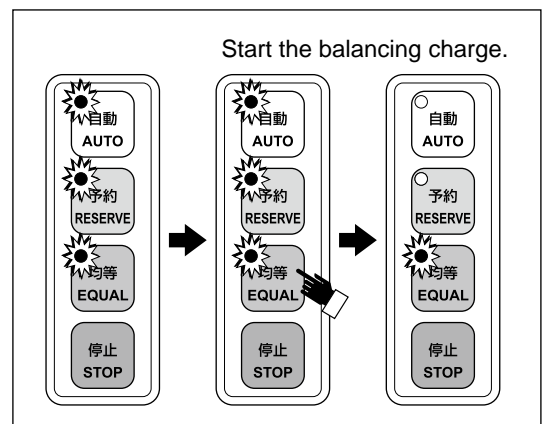 Start the balancing charge.
自動
AUTO
予約
RESERVE
均等
EQUAL
停止
STOP
自動
AUTO
予約
RESERVE
均等
EQUAL
停止
STOP
自動
AUTO
予約
RESERVE
均等
EQUAL
停止
STOP